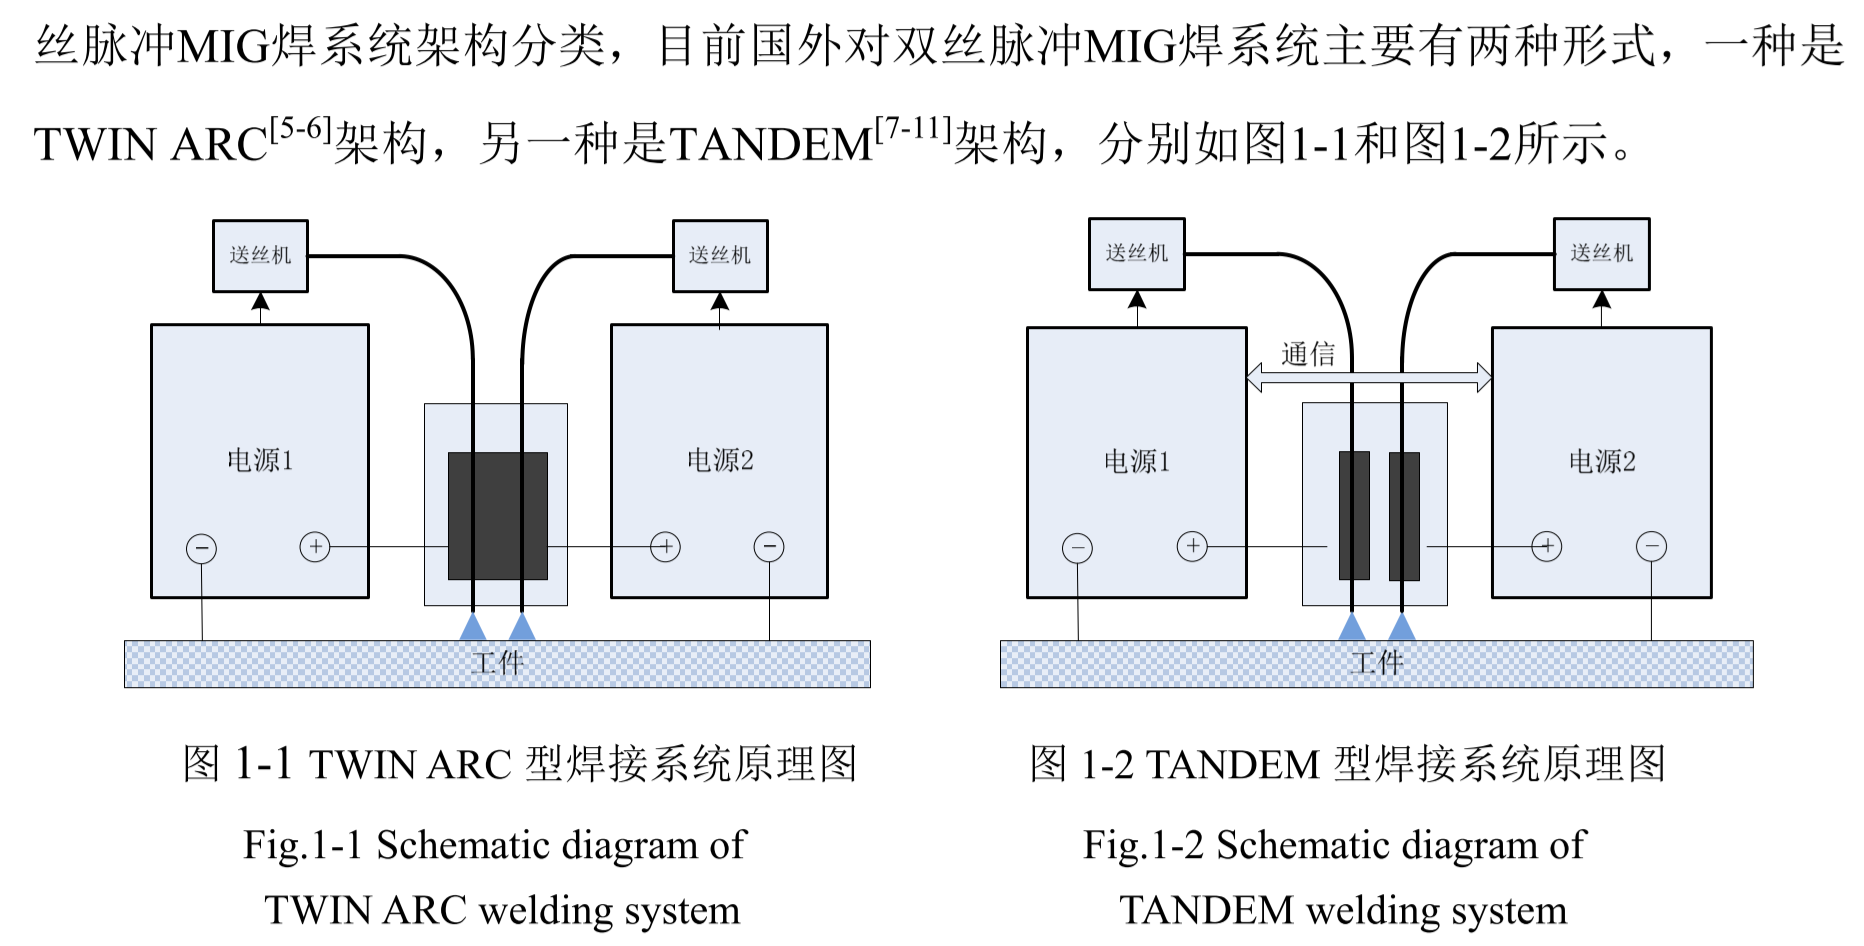 丝脉冲MIG焊系统架构分类，目前国外对双丝脉冲MIG焊系统主要有两种形式，一种是
TWIN ARC[5-6]架构，另一种是TANDEM[7-11]架构，分别如图1-1和图1-2所示。
送丝机
送丝机
电源1
电源2
− + + −
工件
送丝机
送丝机
通信
电源1
电源2
− + + −
工件
图 1-1 TWIN ARC 型焊接系统原理图
Fig.1-1 Schematic diagram of
TWIN ARC welding system
图 1-2 TANDEM 型焊接系统原理图
Fig.1-2 Schematic diagram of
TANDEM welding system